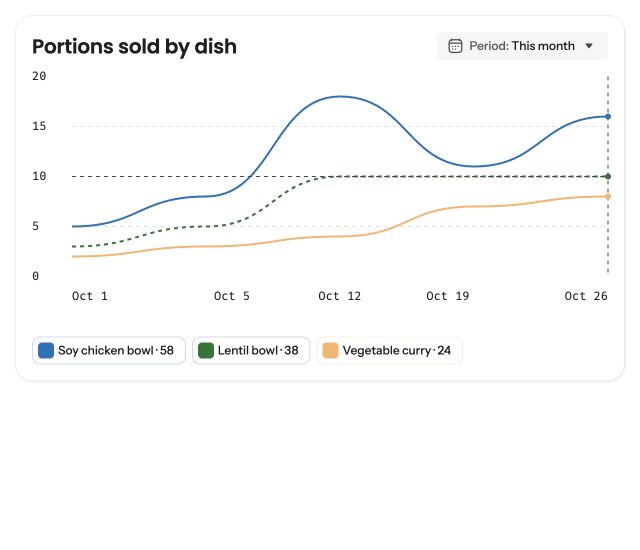 Portions sold by dish
Period: This month
20
15
10
5
0
Oct 1 Oct 5 Oct 12 Oct 19 Oct 26
Soy chicken bowl · 58 Lentil bowl · 38 Vegetable curry · 24